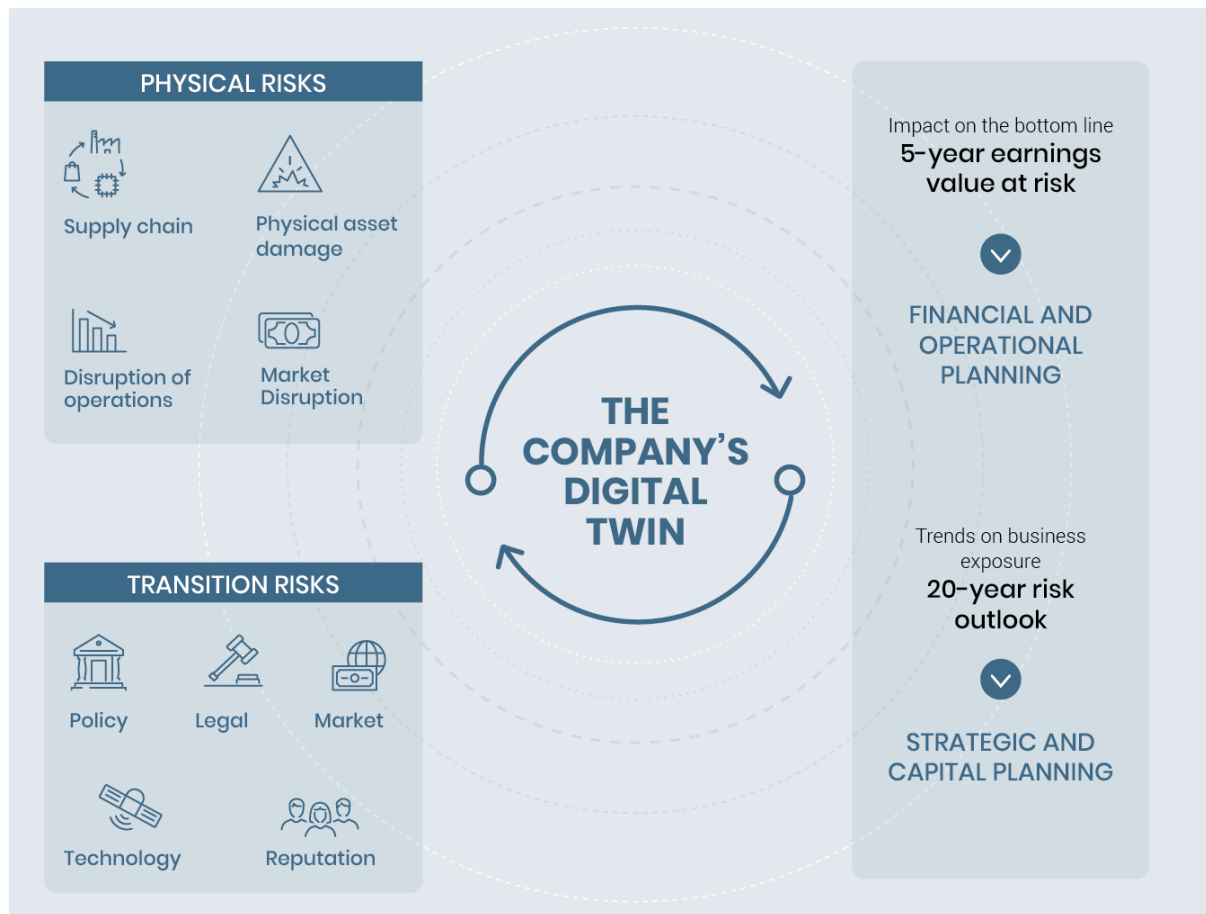 PHYSICAL RISKS
Supply chain
Physical asset
damage
Disruption of
operations
Market
Disruption
TRANSITION RISKS
Policy
Legal
Market
Technology
Reputation
THE
COMPANY’S
DIGITAL
TWIN
Impact on the bottom line
5-year earnings
value at risk
FINANCIAL AND
OPERATIONAL
PLANNING
Trends on business
exposure
20-year risk
outlook
STRATEGIC AND
CAPITAL PLANNING